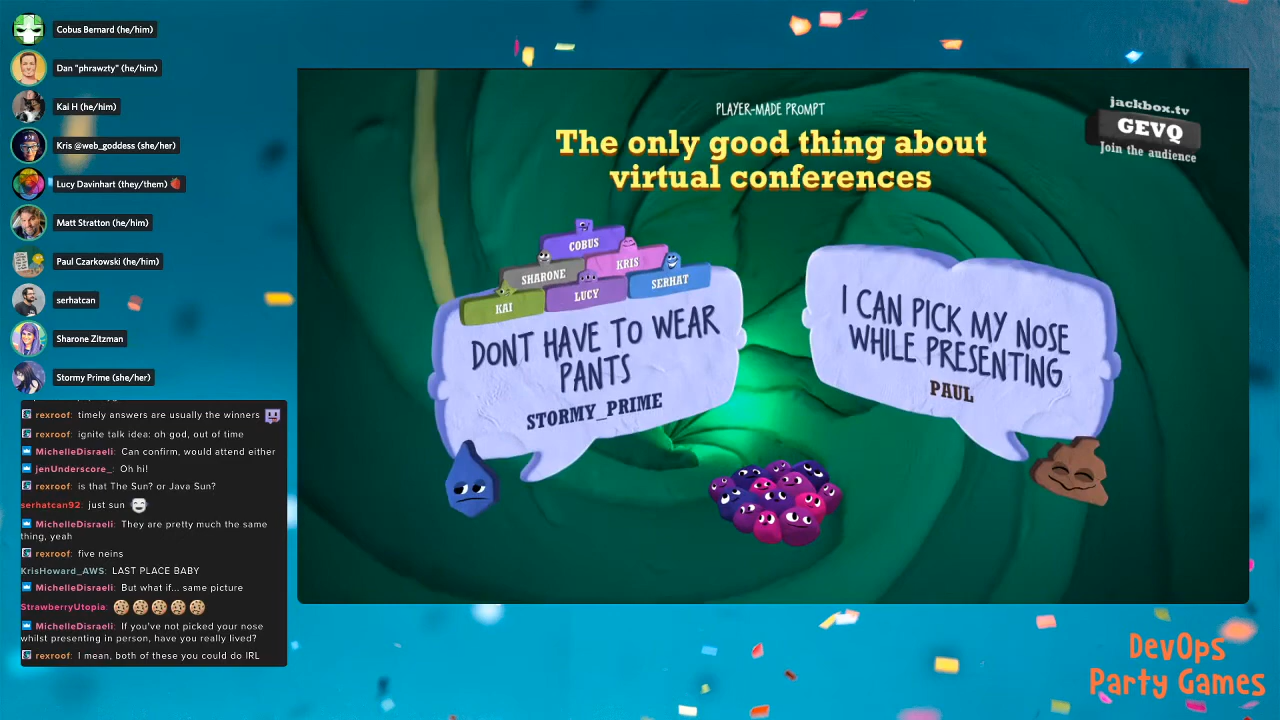 Cobus Bernard (he/him)
Dan "phrawzty" (he/him)
Kai H (he/him)
Kris @web_goddess (she/her)
Lucy Davinhart (they/them) 🍓
Matt Stratton (he/him)
Paul Czarkowski (he/him)
serhatcan
Sharone Zitzman
Stormy Prime (she/her)
rexroof: timely answers are usually the winners
rexroof: ignite talk idea: oh god, out of time
MichelleDisraeli: Can confirm, would attend either
jenUnderscore_: Oh hi!
rexroof: is that The Sun? or Java Sun?
serhatcan92: just sun
MichelleDisraeli: They are pretty much the same
thing, yeah
rexroof: five neins
KrisHoward_AWS: LAST PLACE BABY
MichelleDisraeli: But what if... same picture
StrawberryUtopia: 🍪🍪🍪🍪🍪
MichelleDisraeli: If you've not picked your nose
whilst presenting in person, have you really lived?
rexroof: I mean, both of these you could do IRL
PLAYER-MADE PROMPT
The only good thing about
virtual conferences
jackbox.tv
GEVQ
Join the audience
COBUS
SHARONE
KRIS
KAI
LUCY
SERHAT
DONT HAVE TO WEAR
PANTS
STORMY_PRIME
I CAN PICK MY NOSE
WHILE PRESENTING
PAUL
DevOps
Party Games